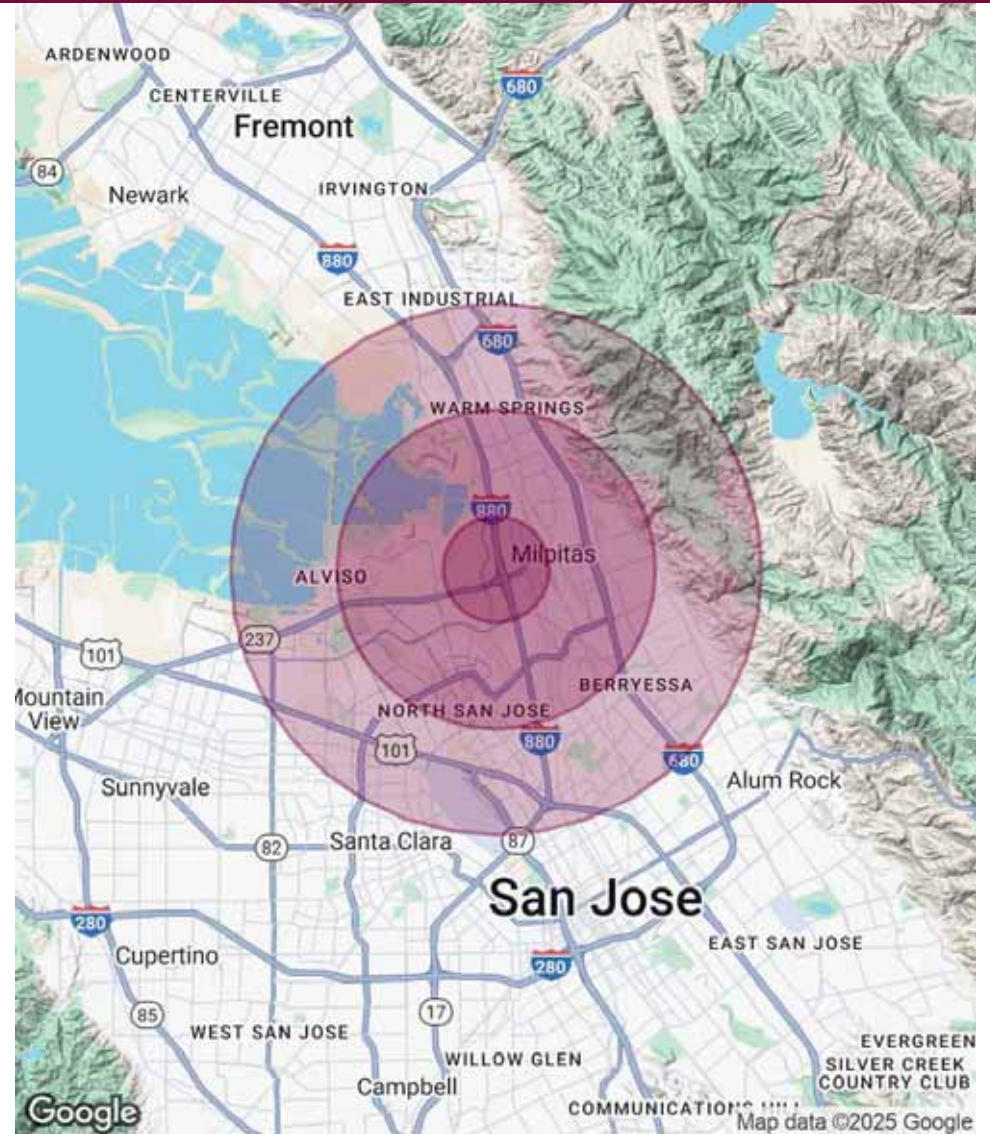 ARDENWOOD
680
CENTERVILLE
Fremont
84
Newark
IRVINGTON
880
EAST INDUSTRIAL
680
WARM SPRINGS
880
Milpitas
ALVISO
237
101
BERRYESSA
Mountain
View
NORTH SAN JOSE
880
101
680
Alum Rock
Sunnyvale
Santa Clara
87
82
San Jose
280
EAST SAN JOSE
Cupertino
280
17
85
WEST SAN JOSE
EVERGREEN
WILLOW GLEN
SILVER CREEK
COUNTRY CLUB
Campbell
Google
Map data ©2025 Google